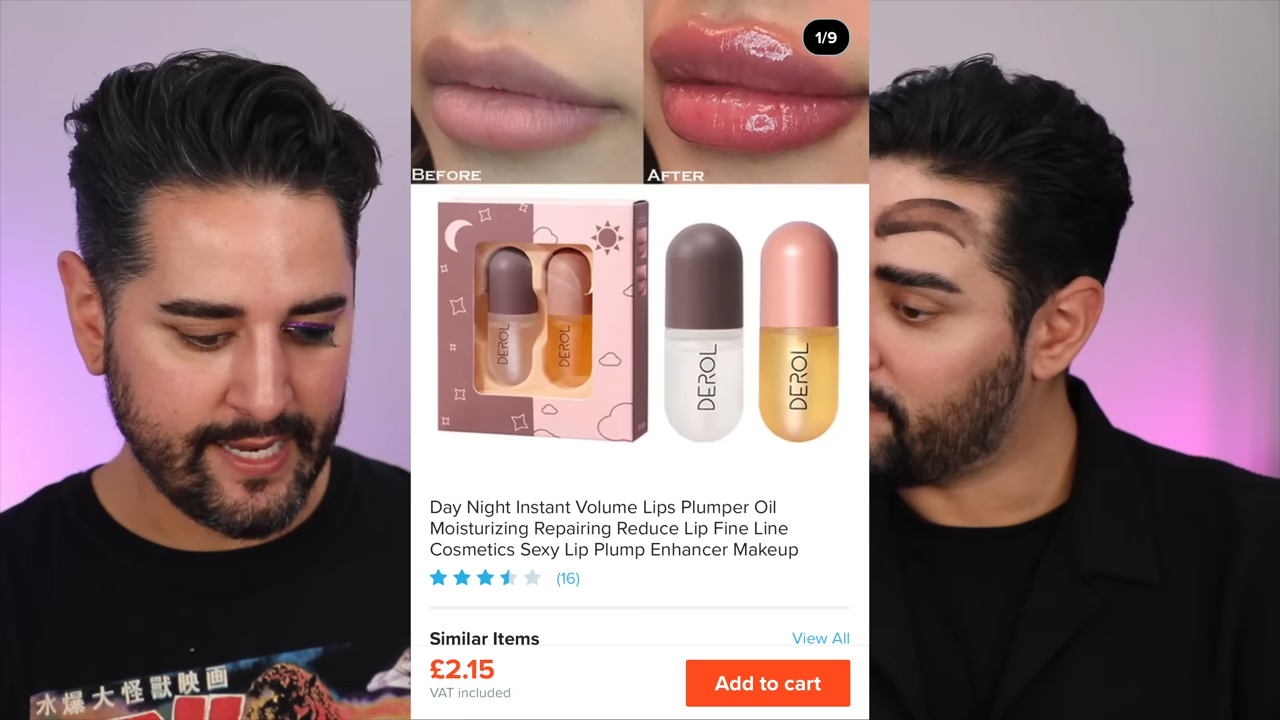 1/9
BEFORE
AFTER
DEROL
DEROL
DEROL
DEROL
Day Night Instant Volume Lips Plumper Oil
Moisturizing Repairing Reduce Lip Fine Line
Cosmetics Sexy Lip Plump Enhancer Makeup
(16)
Similar Items
View All
£2.15
VAT included
Add to cart
水爆大怪獣映画